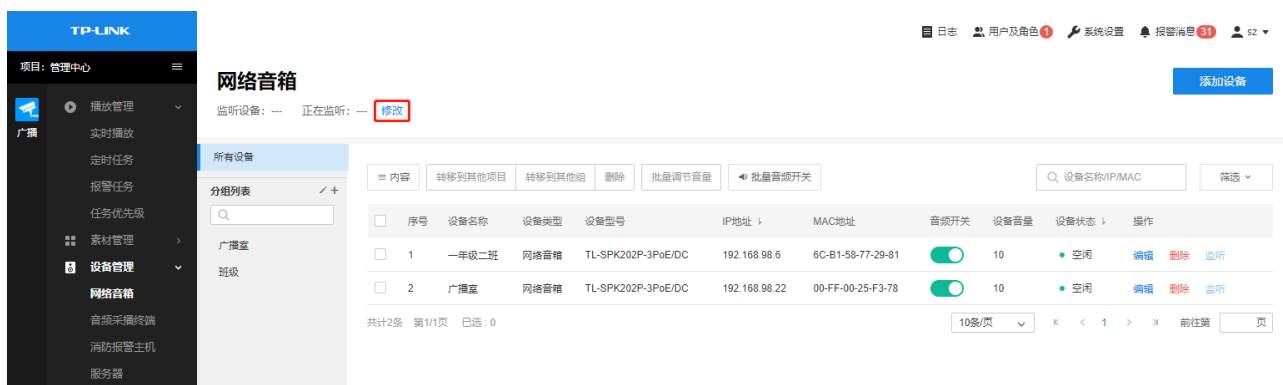 TP-LINK
日志 用户及角色 1 系统设置 报警消息 31 sz
项目：管理中心
网络音箱
添加设备
监听设备： --- 正在监听： --- 修改
广播
播放管理
实时播放
定时任务
报警任务
任务优先级
素材管理
设备管理
网络音箱
音频采播终端
消防报警主机
服务器
所有设备
分组列表
广播室
班级
内容 转移到其他项目 转移到其他组 删除 批量调节音量 批量音频开关 设备名称/IP/MAC 筛选
序号 设备名称 设备类型 设备型号 IP地址 MAC地址 音频开关 设备音量 设备状态 操作
1 一年级二班 网络音箱 TL-SPK202P-3PoE/DC 192.168.98.6 6C-B1-58-77-29-81 10 空闲 编辑 删除 监听
2 广播室 网络音箱 TL-SPK202P-3PoE/DC 192.168.98.22 00-FF-00-25-F3-78 10 空闲 编辑 删除 监听
共计2条 第1/1页 已选：0 10条/页 1 前往第 页